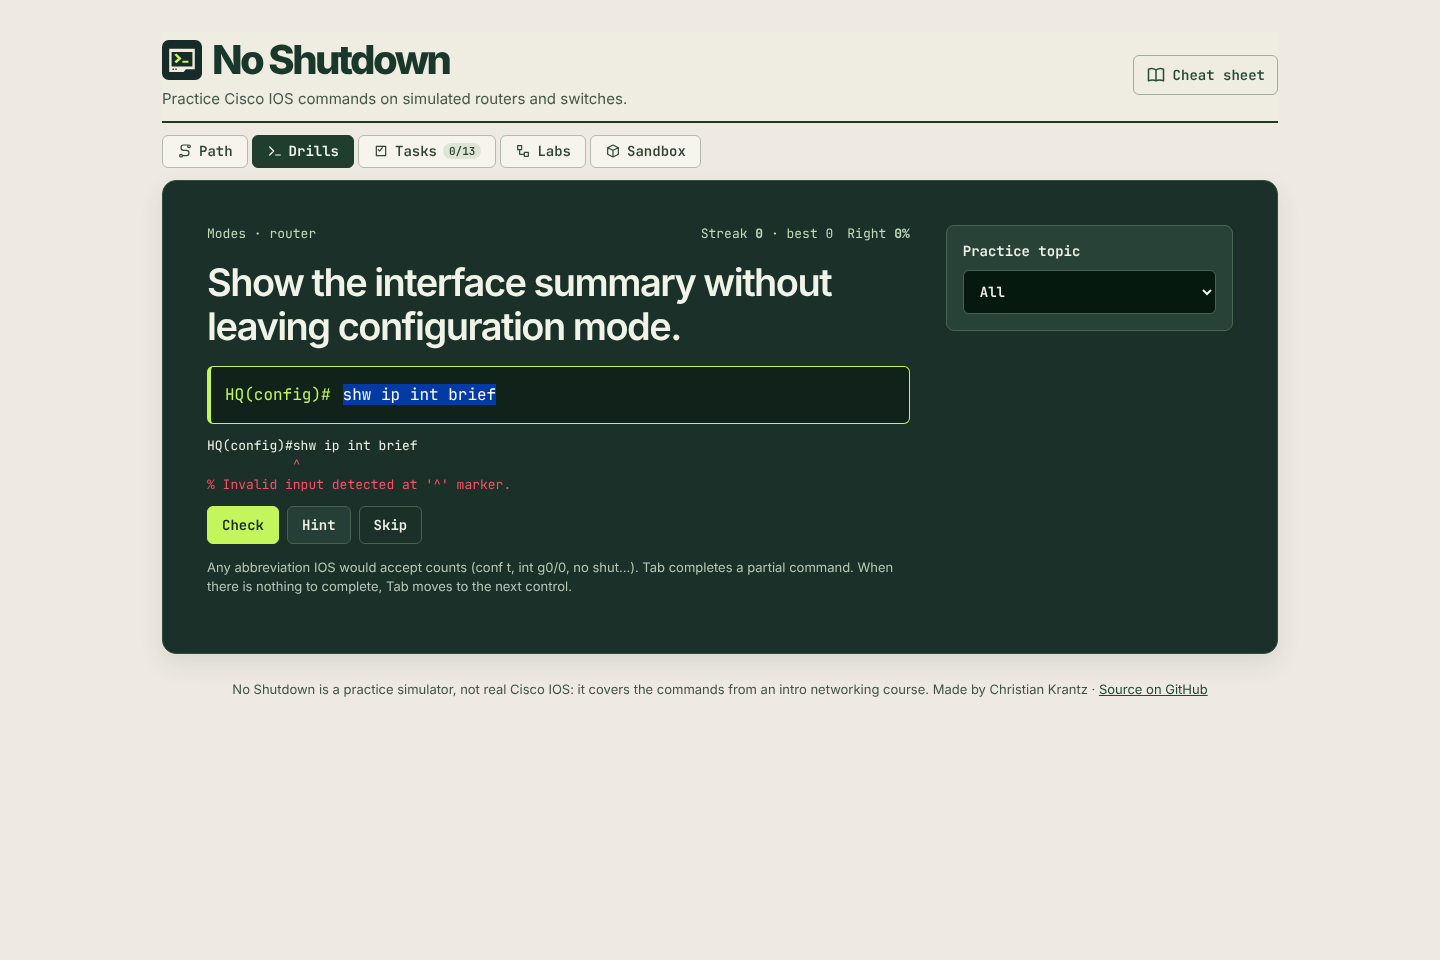 No Shutdown
Practice Cisco IOS commands on simulated routers and switches.
Cheat sheet
Path
Drills
Tasks 0/13
Labs
Sandbox
Modes · router
Streak 0 · best 0 Right 0%
Show the interface summary without
leaving configuration mode.
HQ(config)# shw ip int brief
HQ(config)#shw ip int brief
^
% Invalid input detected at '^' marker.
Check
Hint
Skip
Any abbreviation IOS would accept counts (conf t, int g0/0, no shut...). Tab completes a partial command. When
there is nothing to complete, Tab moves to the next control.
Practice topic
All
No Shutdown is a practice simulator, not real Cisco IOS: it covers the commands from an intro networking course. Made by Christian Krantz · Source on GitHub